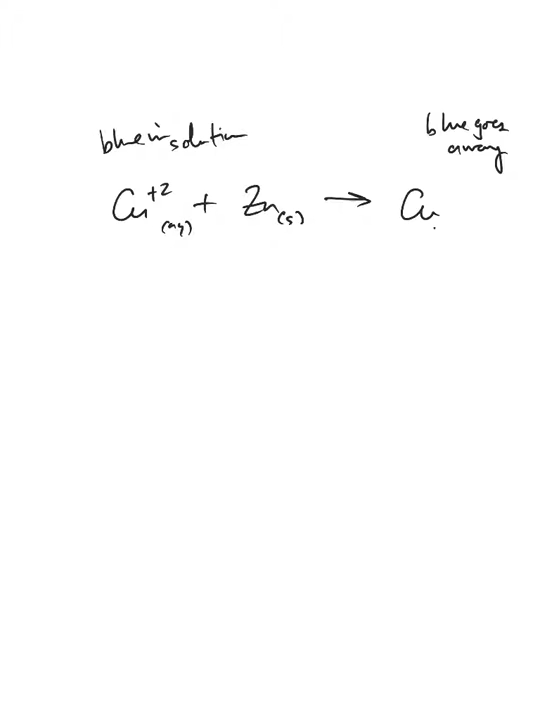 blue in solution
blue goes
away
Cu⁺²(aq) + Zn(s) → Cu